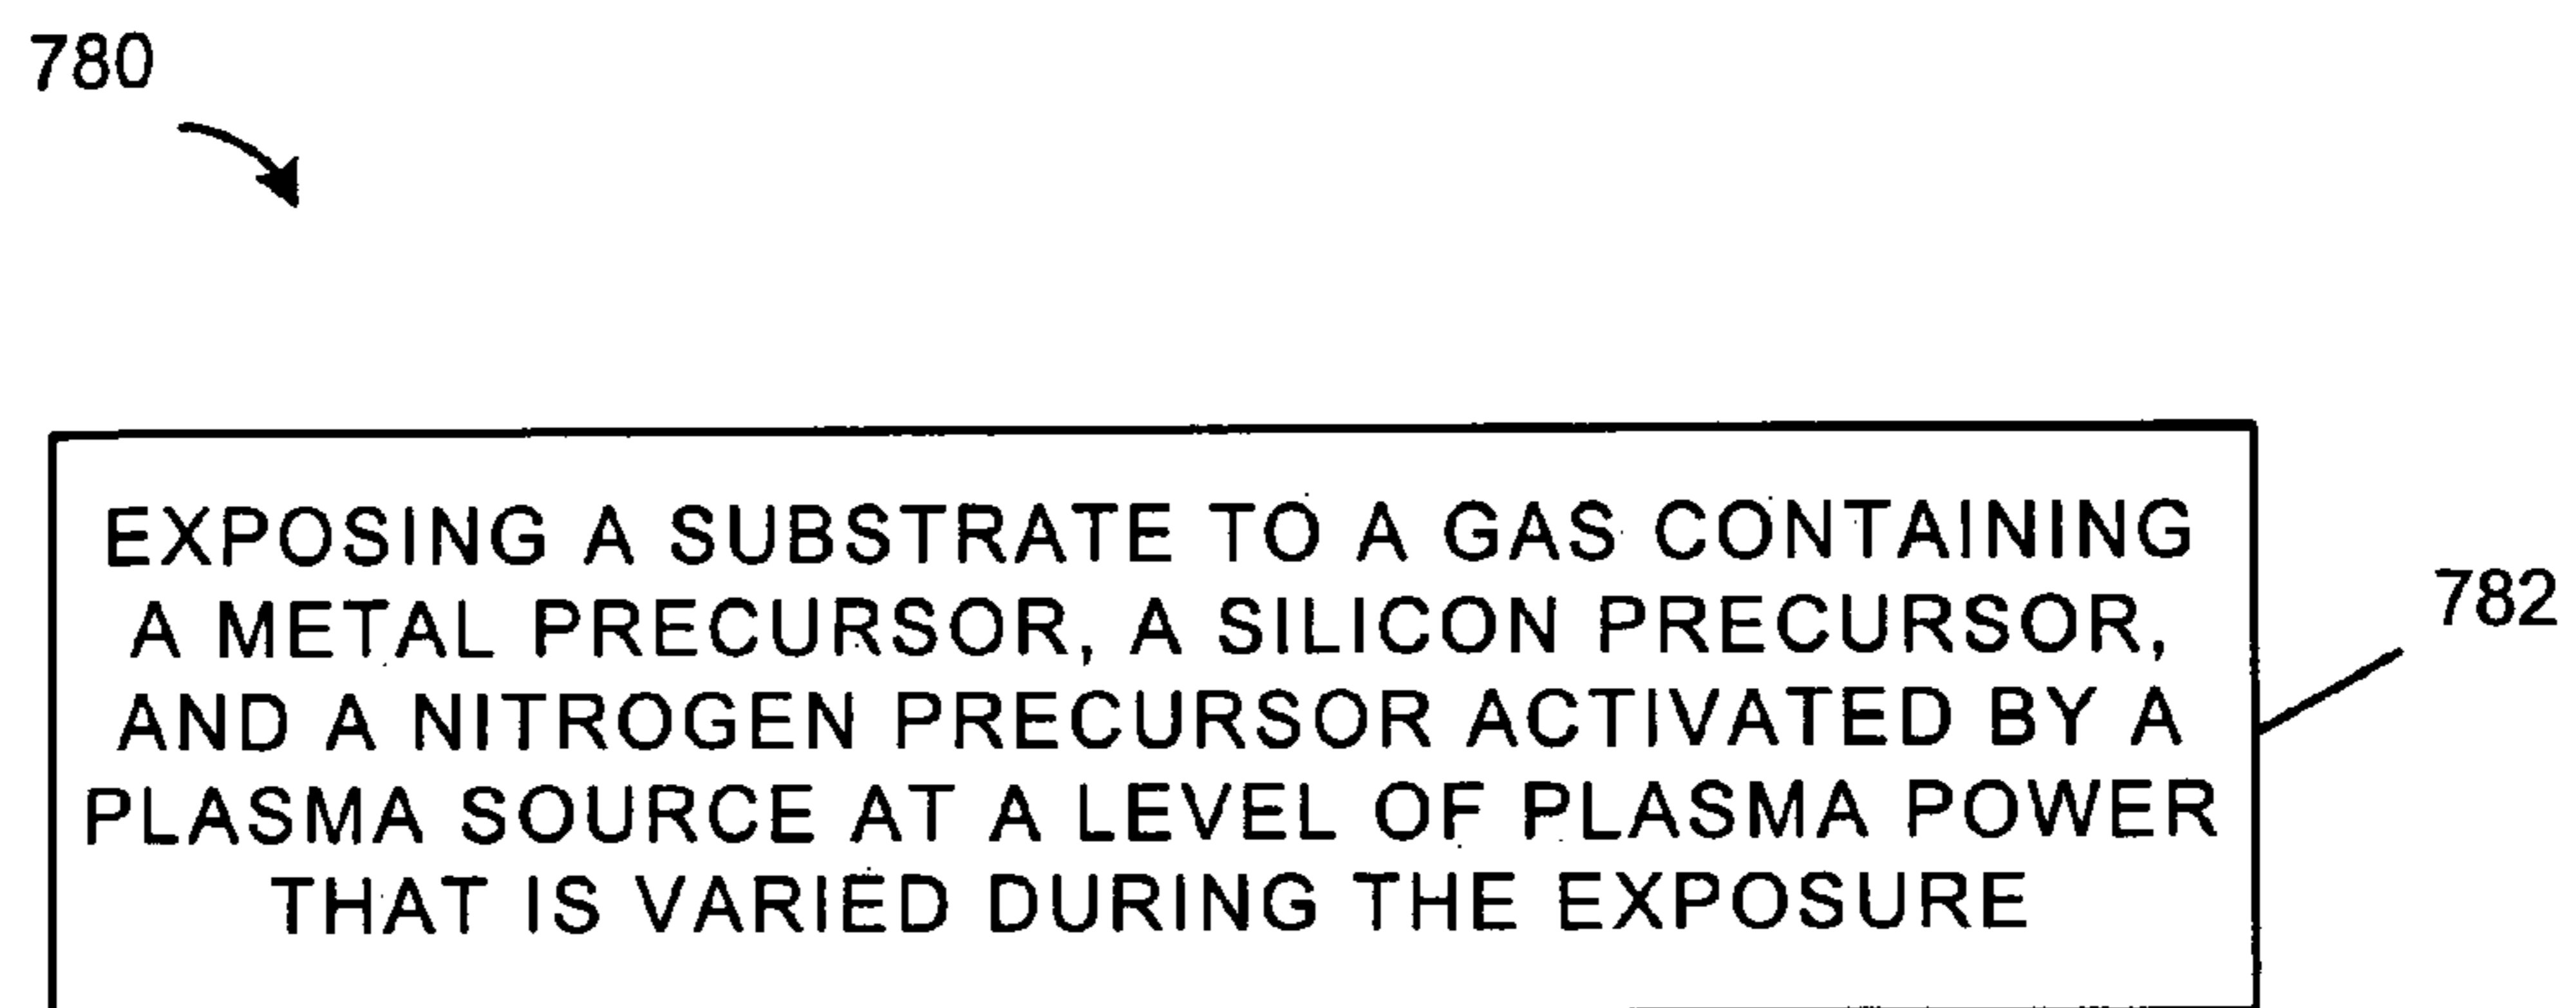 780
EXPOSING A SUBSTRATE TO A GAS CONTAINING
A METAL PRECURSOR, A SILICON PRECURSOR,
AND A NITROGEN PRECURSOR ACTIVATED BY A
PLASMA SOURCE AT A LEVEL OF PLASMA POWER
THAT IS VARIED DURING THE EXPOSURE
782